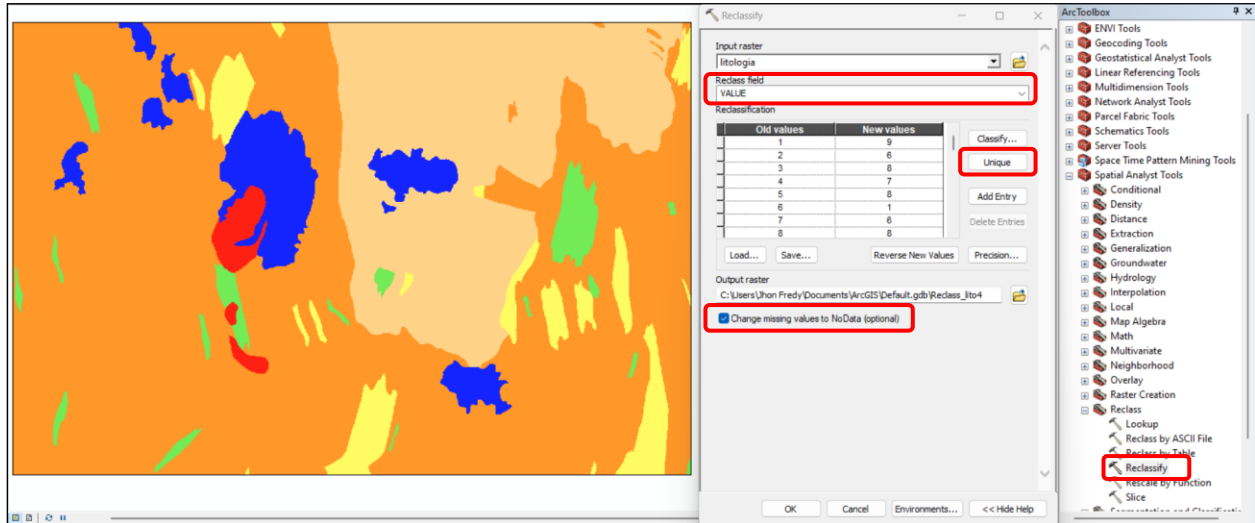 Reclassify
Input raster
litologia
Reclass field
VALUE
Reclassification
Old values New values
1 9
2 6
3 8
4 7
5 8
6 1
7 6
8 8
Classify...
Unique
Add Entry
Delete Entries
Load... Save... Reverse New Values Precision...
Output raster
C:\Users\Jhon Fredy\Documents\ArcGIS\Default.gdb\Reclass_lito4
Change missing values to NoData (optional)
OK Cancel Environments... << Hide Help
ArcToolbox
ENVI Tools
Geocoding Tools
Geostatistical Analyst Tools
Linear Referencing Tools
Multidimension Tools
Network Analyst Tools
Parcel Fabric Tools
Schematics Tools
Server Tools
Space Time Pattern Mining Tools
Spatial Analyst Tools
Conditional
Density
Distance
Extraction
Generalization
Groundwater
Hydrology
Interpolation
Local
Map Algebra
Math
Multivariate
Neighborhood
Overlay
Raster Creation
Reclass
Lookup
Reclass by ASCII File
Reclass by Table
Reclassify
Rescale by Function
Slice